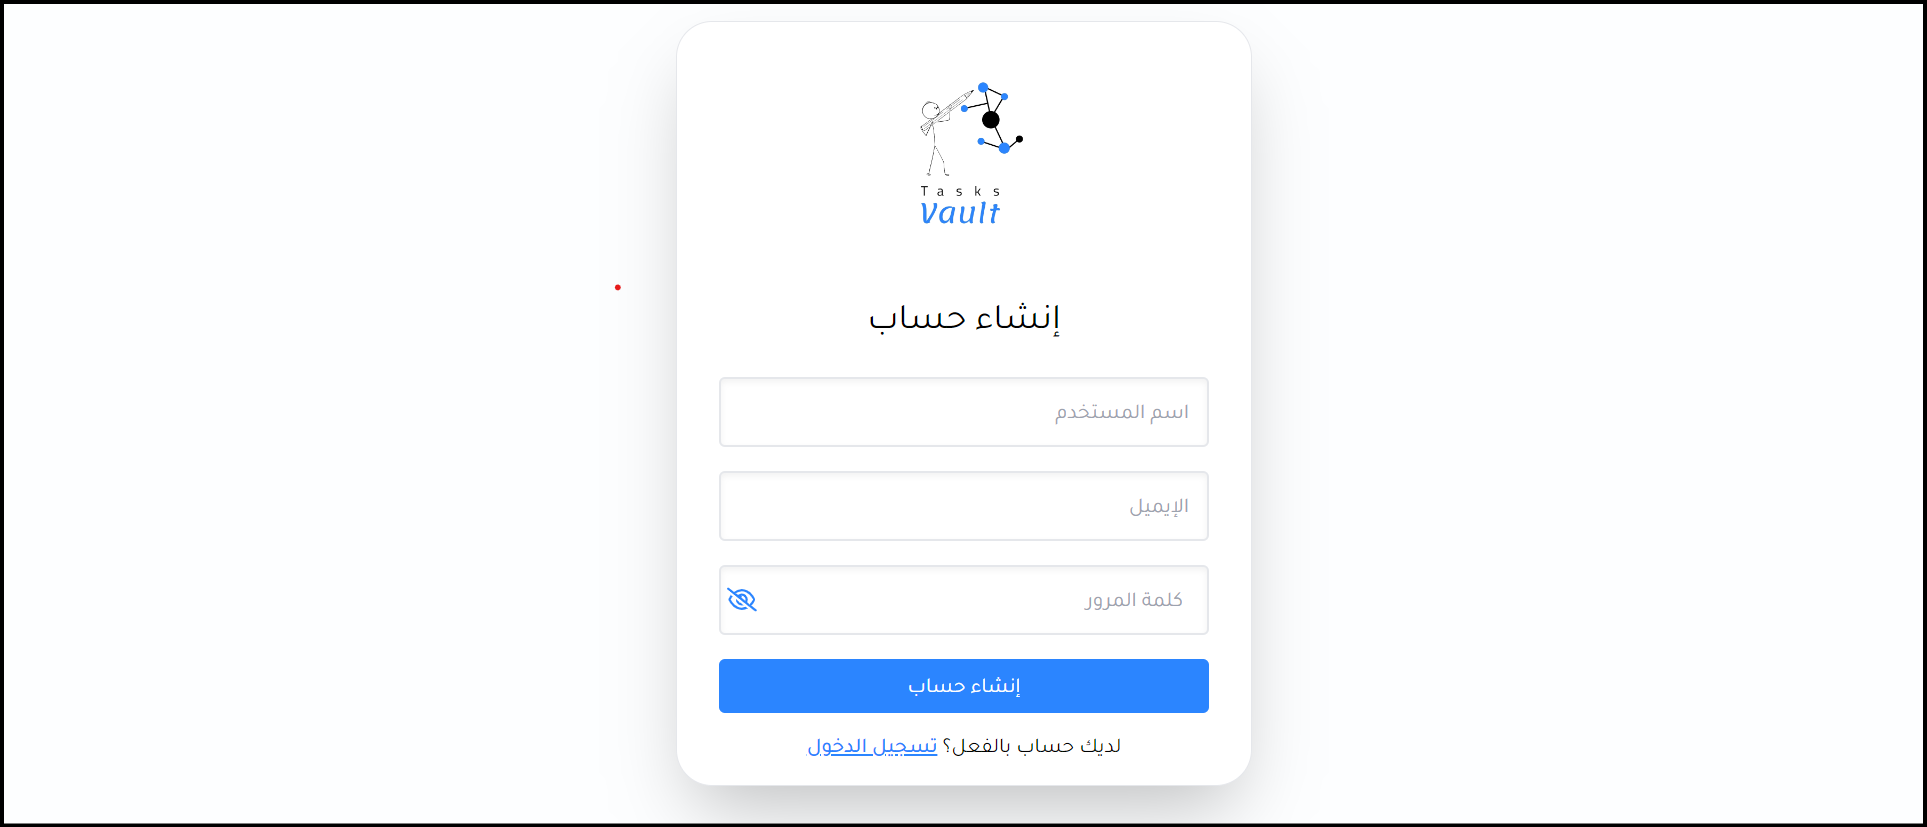 Tasks
Vault
إنشاء حساب
اسم المستخدم
الإيميل
كلمة المرور
إنشاء حساب
لديك حساب بالفعل؟ تسجيل الدخول